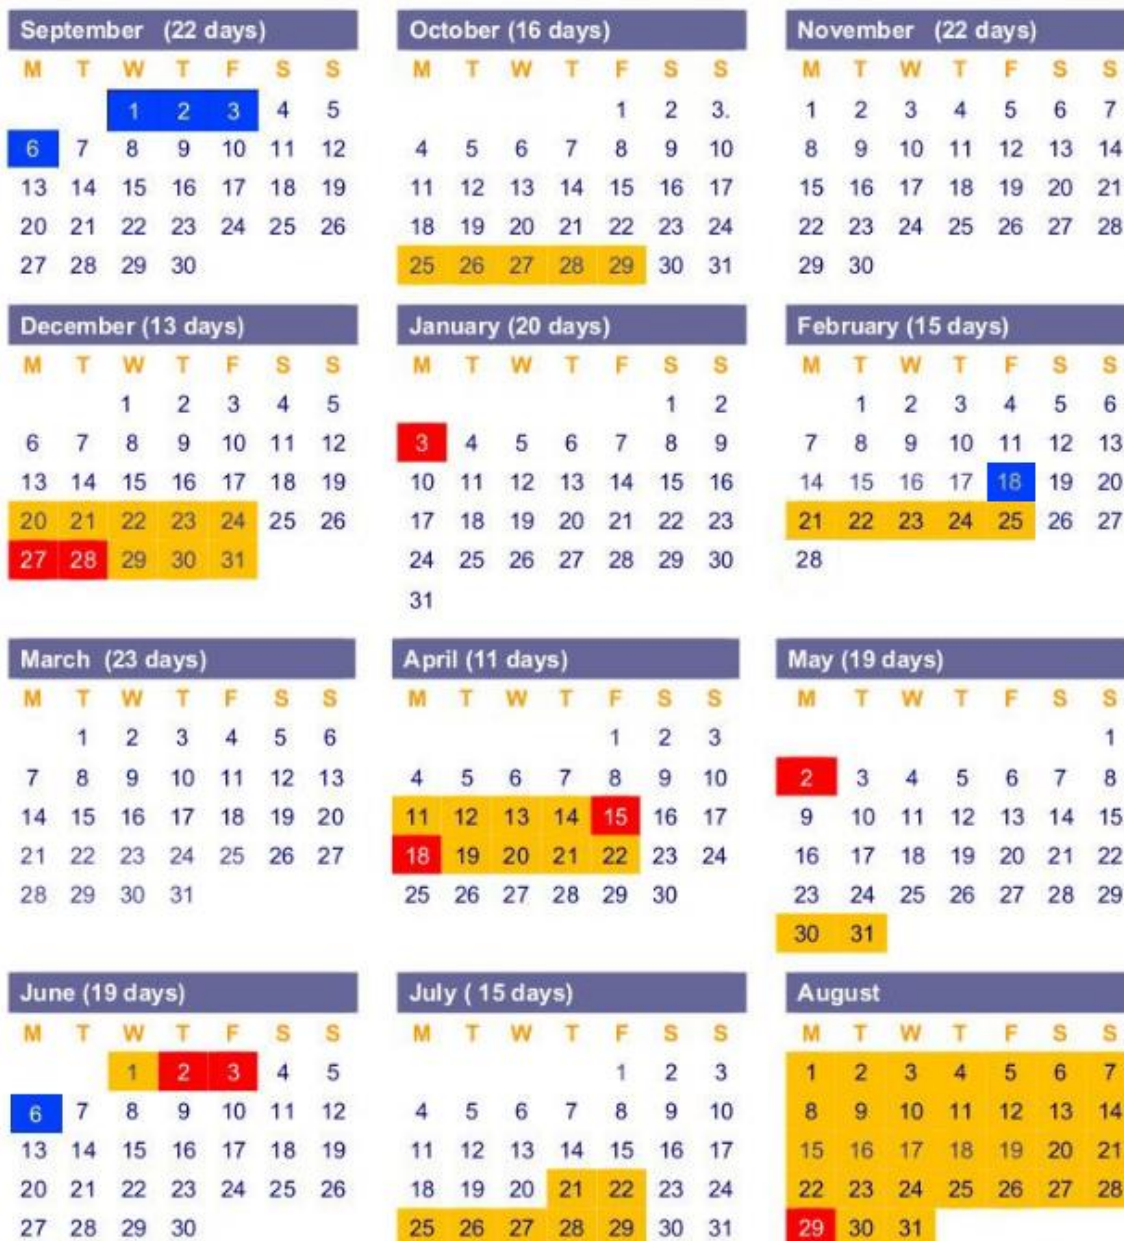 September (22 days)
M T W T F S S
1 2 3 4 5
6 7 8 9 10 11 12
13 14 15 16 17 18 19
20 21 22 23 24 25 26
27 28 29 30
October (16 days)
M T W T F S S
1 2 3.
4 5 6 7 8 9 10
11 12 13 14 15 16 17
18 19 20 21 22 23 24
25 26 27 28 29 30 31
November (22 days)
M T W T F S S
1 2 3 4 5 6 7
8 9 10 11 12 13 14
15 16 17 18 19 20 21
22 23 24 25 26 27 28
29 30
December (13 days)
M T W T F S S
1 2 3 4 5
6 7 8 9 10 11 12
13 14 15 16 17 18 19
20 21 22 23 24 25 26
27 28 29 30 31
January (20 days)
M T W T F S S
1 2
3 4 5 6 7 8 9
10 11 12 13 14 15 16
17 18 19 20 21 22 23
24 25 26 27 28 29 30
31
February (15 days)
M T W T F S S
1 2 3 4 5 6
7 8 9 10 11 12 13
14 15 16 17 18 19 20
21 22 23 24 25 26 27
28
March (23 days)
M T W T F S S
1 2 3 4 5 6
7 8 9 10 11 12 13
14 15 16 17 18 19 20
21 22 23 24 25 26 27
28 29 30 31
April (11 days)
M T W T F S S
1 2 3
4 5 6 7 8 9 10
11 12 13 14 15 16 17
18 19 20 21 22 23 24
25 26 27 28 29 30
May (19 days)
M T W T F S S
1
2 3 4 5 6 7 8
9 10 11 12 13 14 15
16 17 18 19 20 21 22
23 24 25 26 27 28 29
30 31
June (19 days)
M T W T F S S
1 2 3 4 5
6 7 8 9 10 11 12
13 14 15 16 17 18 19
20 21 22 23 24 25 26
27 28 29 30
July ( 15 days)
M T W T F S S
1 2 3
4 5 6 7 8 9 10
11 12 13 14 15 16 17
18 19 20 21 22 23 24
25 26 27 28 29 30 31
August
M T W T F S S
1 2 3 4 5 6 7
8 9 10 11 12 13 14
15 16 17 18 19 20 21
22 23 24 25 26 27 28
29 30 31